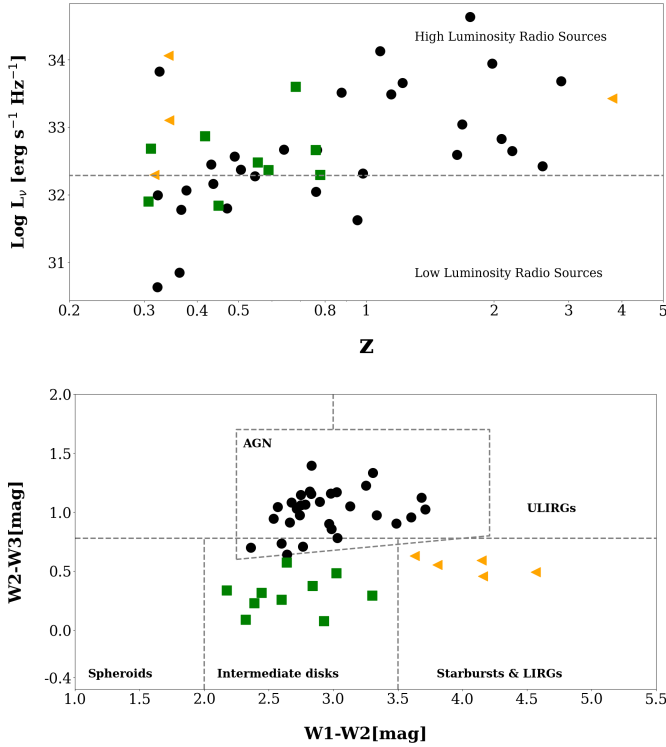 34
33
32
31
Log Lν [erg s⁻¹ Hz⁻¹]
High Luminosity Radio Sources
Low Luminosity Radio Sources
0.2 0.3 0.4 0.5 0.8 1 2 3 4 5
z
2.0
1.5
1.0
0.5
0.0
-0.4
W2-W3[mag]
AGN
ULIRGs
Spheroids
Intermediate disks
Starbursts & LIRGs
1.0 1.5 2.0 2.5 3.0 3.5 4.0 4.5 5.0 5.5
W1-W2[mag]